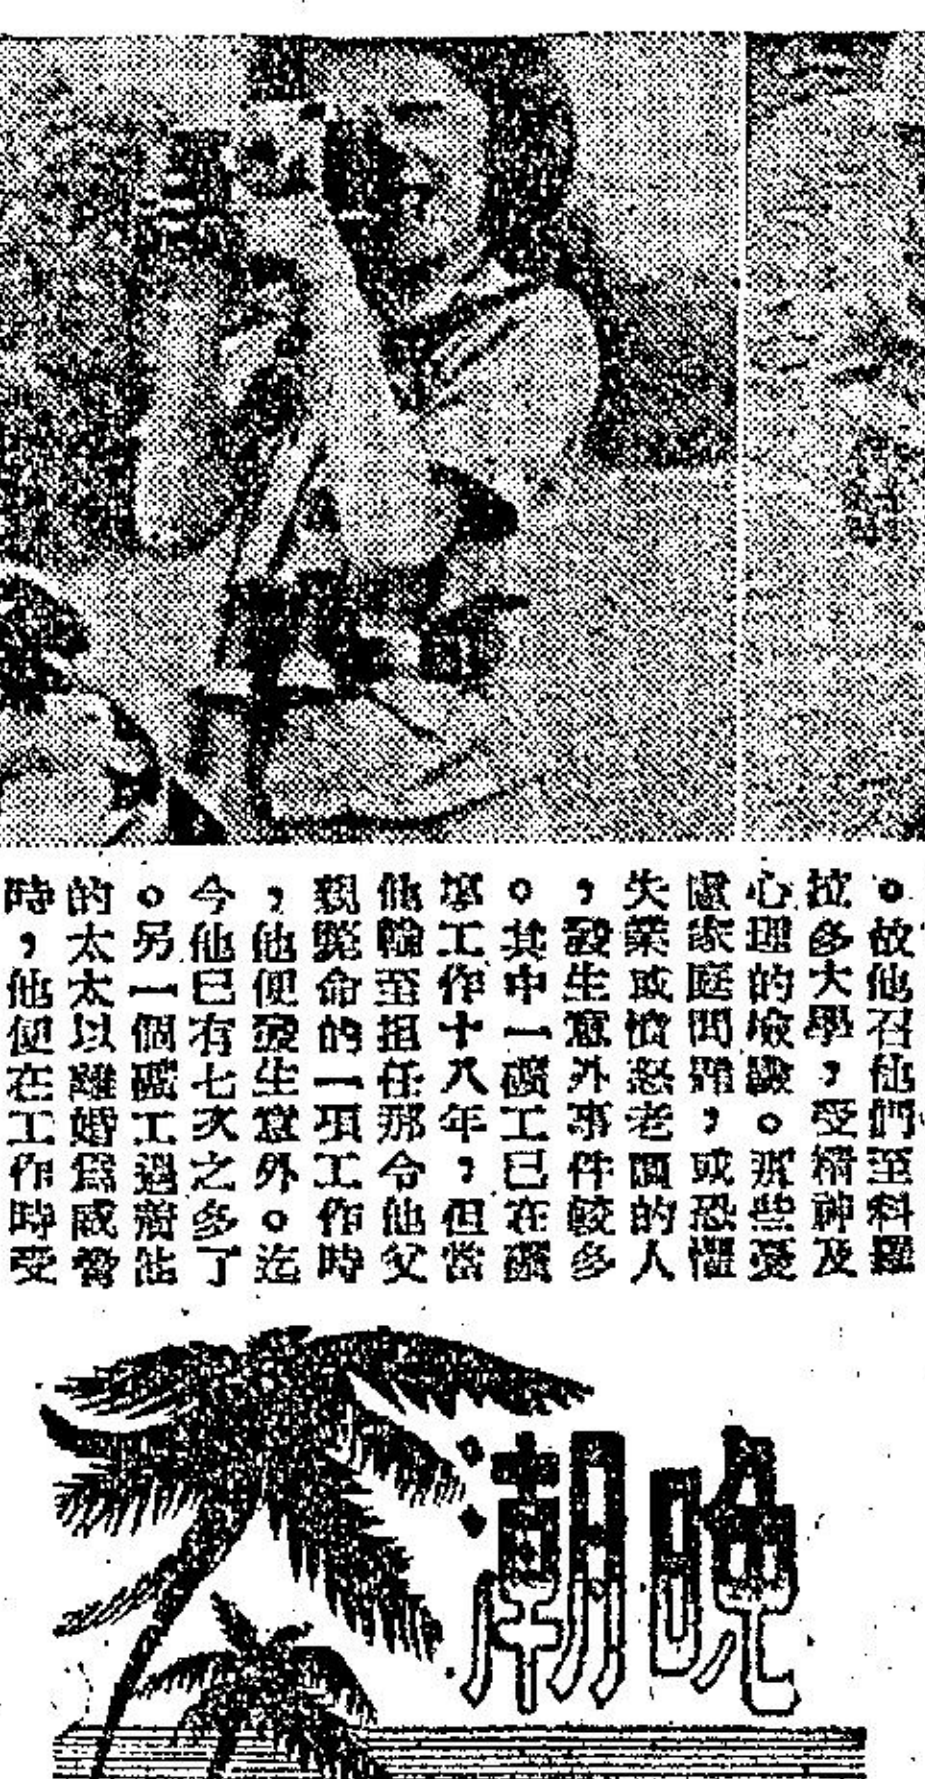 。故他召他們至科羅
拉多大學，受精神及
心理的檢驗。那些憂
慮家庭問題，或恐懼
失業或憤怒老闆的人
，發生意外事件較多
。其中一礦工已在礦
塲工作十八年，但當
他輪至担任那令他父
親斃命的一項工作時
，他便發生意外。迄
今他已有七次之多了
。另一個礦工過着他
的太太以離婚爲威脅
時，他便在工作時受
晚潮